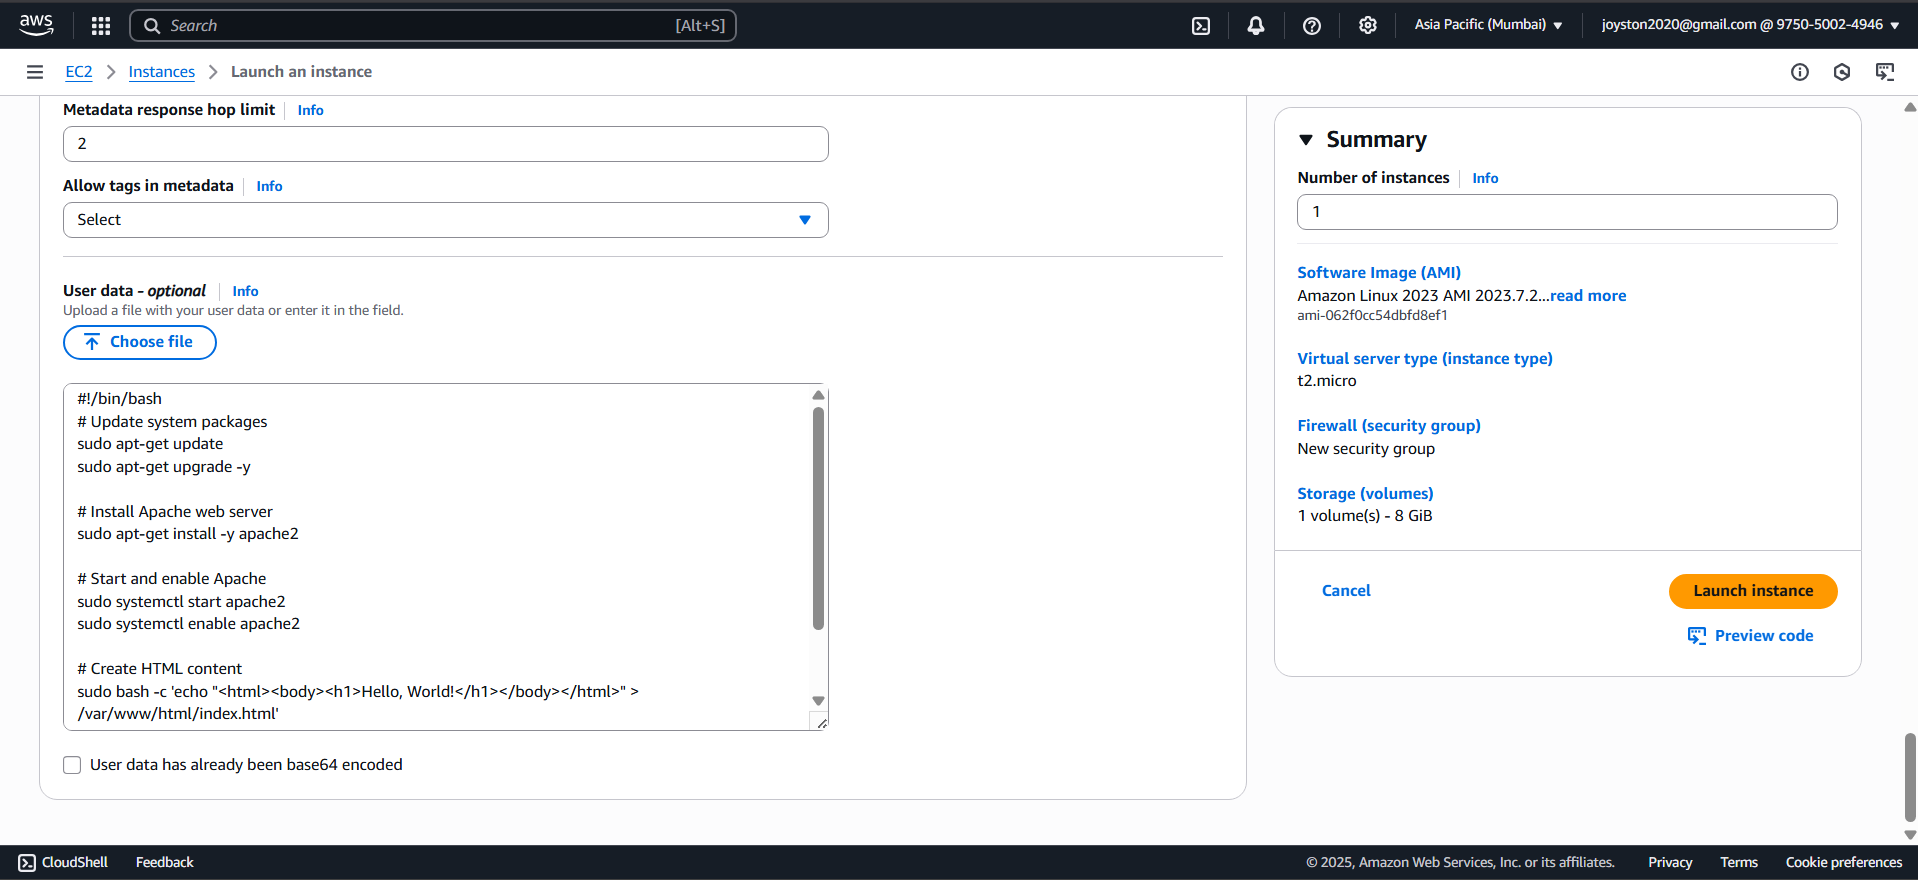 aws
Search [Alt+S]
Asia Pacific (Mumbai)
joyston2020@gmail.com @ 9750-5002-4946
EC2
Instances
Launch an instance
Metadata response hop limit
Info
2
Allow tags in metadata
Info
Select
User data - optional
Info
Upload a file with your user data or enter it in the field.
Choose file
#!/bin/bash
# Update system packages
sudo apt-get update
sudo apt-get upgrade -y
# Install Apache web server
sudo apt-get install -y apache2
# Start and enable Apache
sudo systemctl start apache2
sudo systemctl enable apache2
# Create HTML content
sudo bash -c 'echo "<html><body><h1>Hello, World!</h1></body></html>" >
/var/www/html/index.html'
User data has already been base64 encoded
Summary
Number of instances
Info
1
Software Image (AMI)
Amazon Linux 2023 AMI 2023.7.2...read more
ami-062f0cc54dbfd8ef1
Virtual server type (instance type)
t2.micro
Firewall (security group)
New security group
Storage (volumes)
1 volume(s) - 8 GiB
Cancel
Launch instance
Preview code
CloudShell
Feedback
© 2025, Amazon Web Services, Inc. or its affiliates.
Privacy
Terms
Cookie preferences